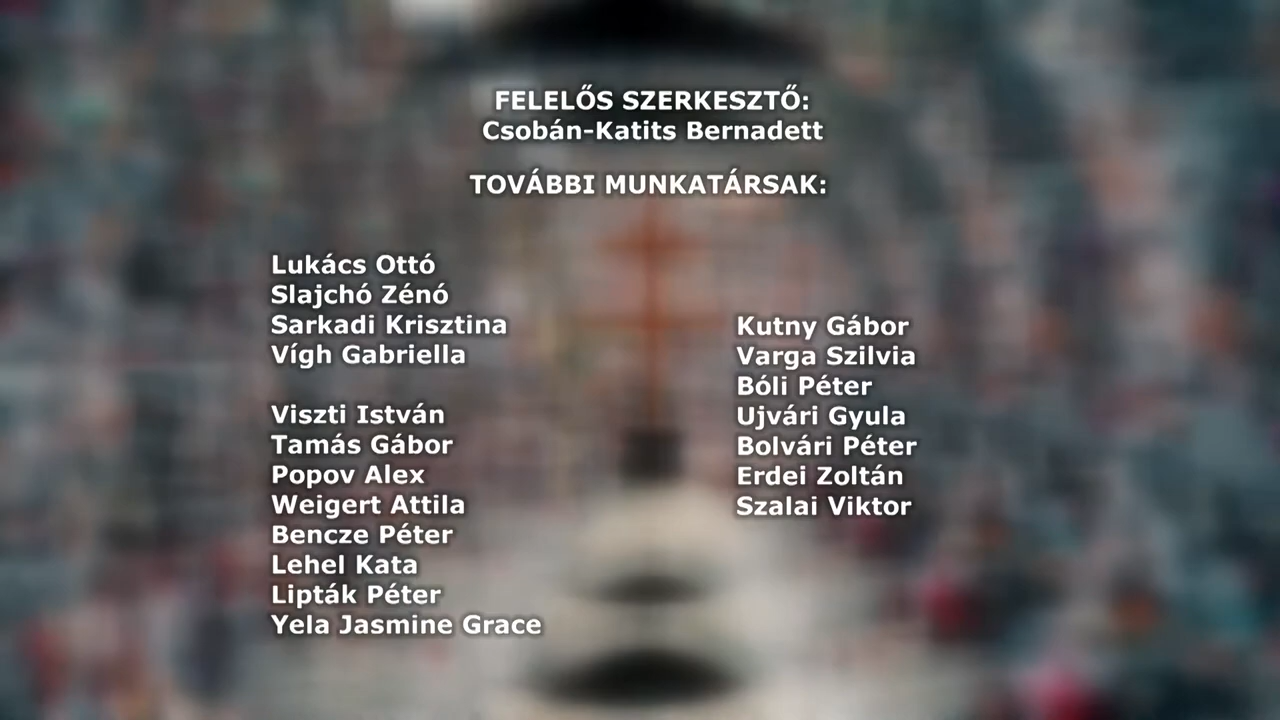 FELELŐS SZERKESZTŐ:
Csobán-Katits Bernadett
TOVÁBBI MUNKATÁRSAK:
Lukács Ottó
Slajchó Zénó
Sarkadi Krisztina
Vígh Gabriella
Viszti István
Tamás Gábor
Popov Alex
Weigert Attila
Bencze Péter
Lehel Kata
Lipták Péter
Yela Jasmine Grace
Kutny Gábor
Varga Szilvia
Bóli Péter
Ujvári Gyula
Bolvári Péter
Erdei Zoltán
Szalai Viktor